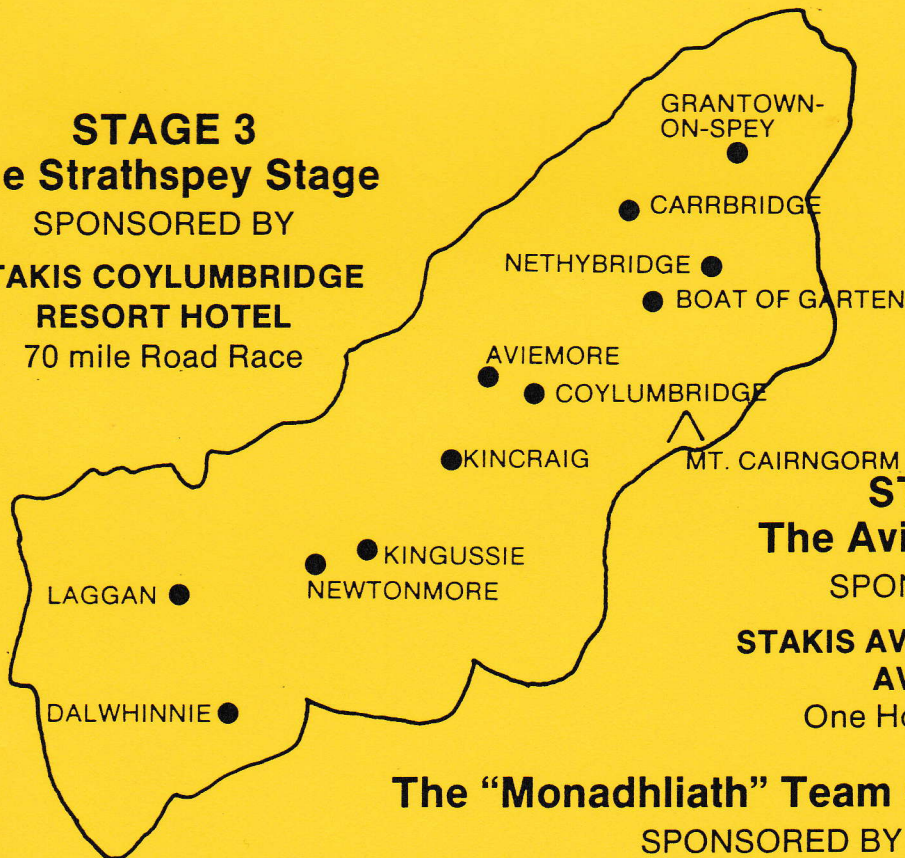 STAGE 3
e Strathspey Stage
SPONSORED BY
TAKIS COYLUMBRIDGE
RESORT HOTEL
70 mile Road Race
GRANTOWN-
ON-SPEY
CARRBRIDGE
NETHYBRIDGE
BOAT OF GARTEN
AVIEMORE
COYLUMBRIDGE
KINCRAIG
MT. CAIRNGORM
KINGUSSIE
NEWTONMORE
LAGGAN
DALWHINNIE
ST
The Avi
SPON
STAKIS AV
AV
One Ho
The “Monadhliath” Team
SPONSORED BY